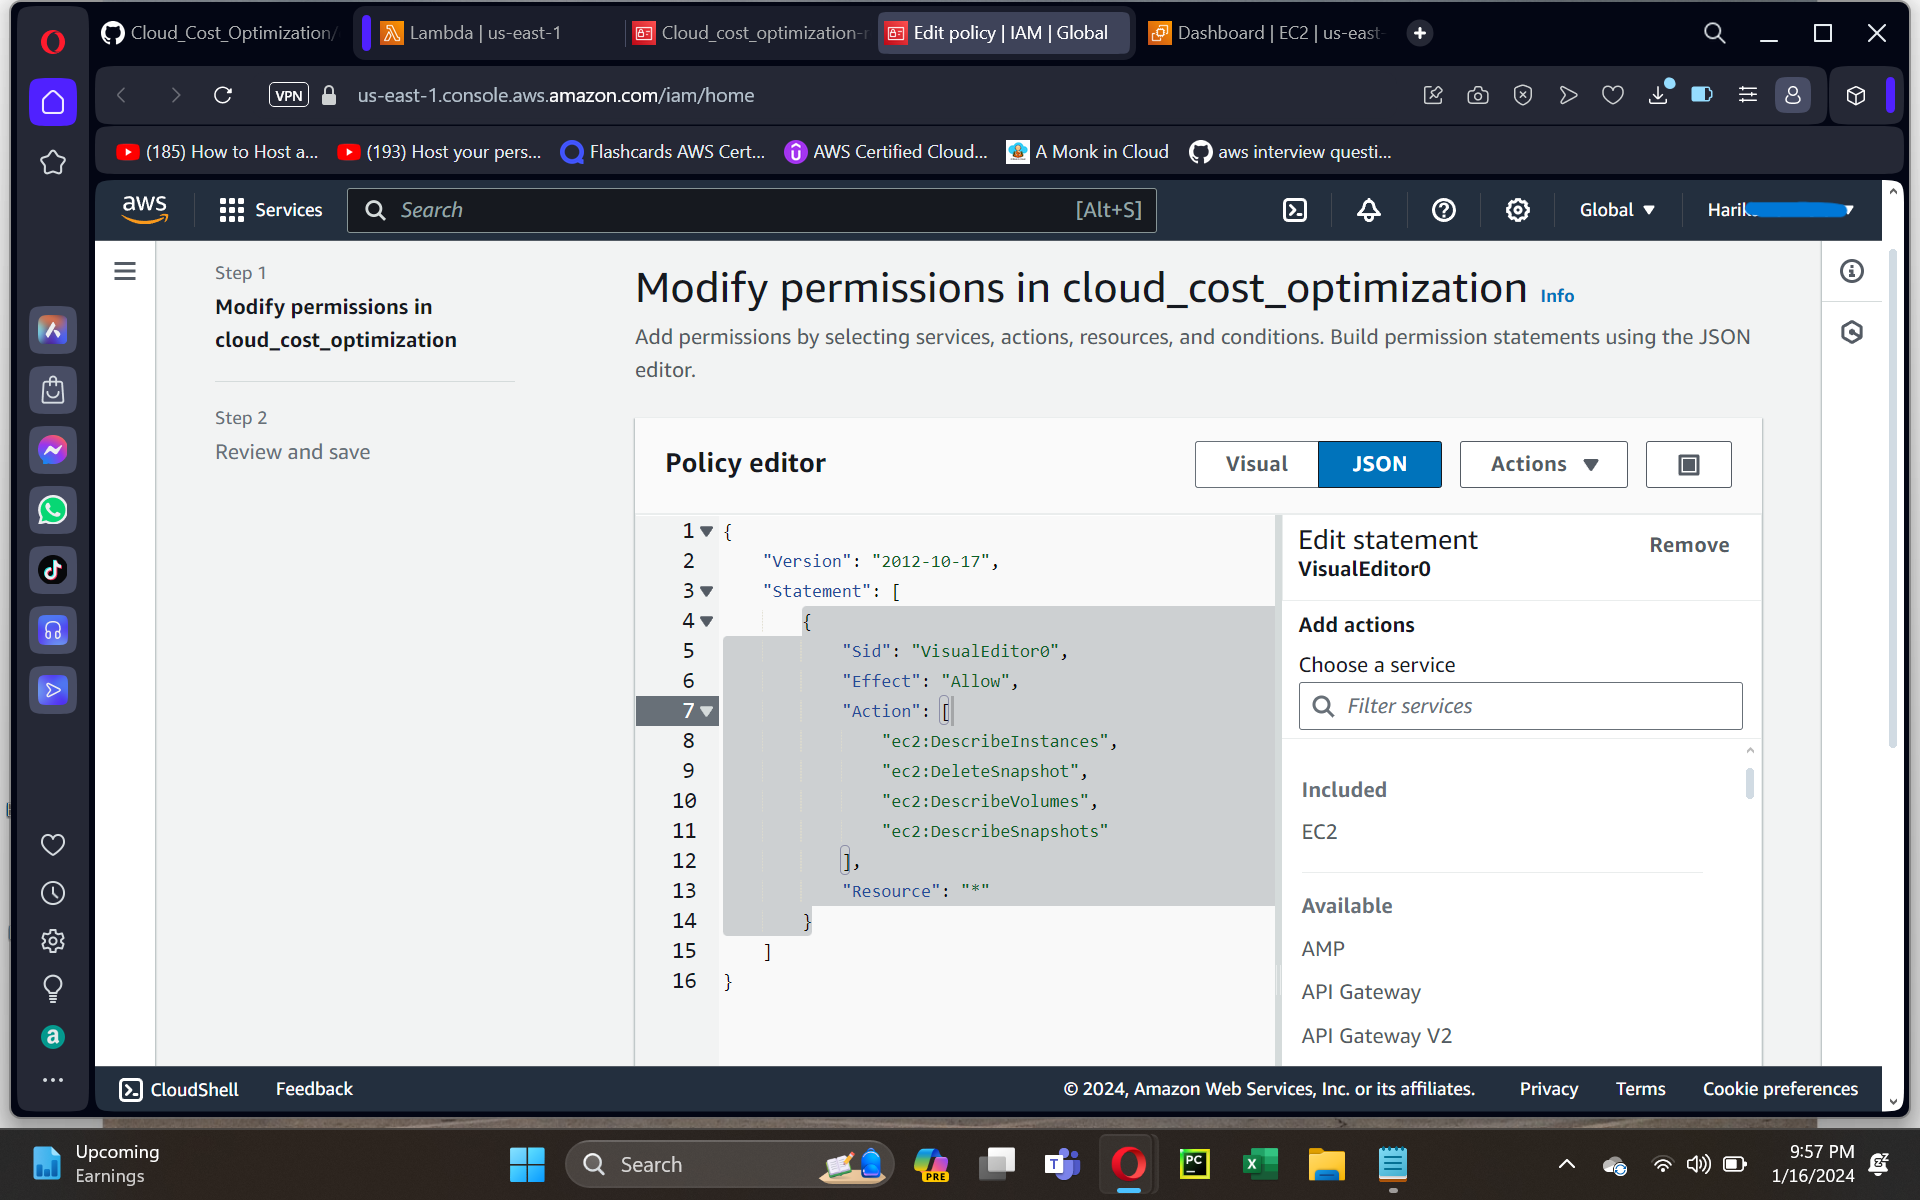 Cloud_Cost_Optimization/
Lambda | us-east-1
Cloud_cost_optimization-r
Edit policy | IAM | Global
Dashboard | EC2 | us-east-
VPN
us-east-1.console.aws.amazon.com/iam/home
(185) How to Host a...
(193) Host your pers...
Flashcards AWS Cert...
AWS Certified Cloud...
A Monk in Cloud
aws interview questi...
aws
Services
Search
[Alt+S]
Global
Step 1
Modify permissions in
cloud_cost_optimization
Step 2
Review and save
Modify permissions in cloud_cost_optimization Info
Add permissions by selecting services, actions, resources, and conditions. Build permission statements using the JSON
editor.
Policy editor
Visual
JSON
Actions
1 {
2 "Version": "2012-10-17",
3 "Statement": [
4 {
5 "Sid": "VisualEditor0",
6 "Effect": "Allow",
7 "Action": [
8 "ec2:DescribeInstances",
9 "ec2:DeleteSnapshot",
10 "ec2:DescribeVolumes",
11 "ec2:DescribeSnapshots"
12 ],
13 "Resource": "*"
14 }
15 ]
16 }
Edit statement
Remove
VisualEditor0
Add actions
Choose a service
Filter services
Included
EC2
Available
AMP
API Gateway
API Gateway V2
CloudShell
Feedback
© 2024, Amazon Web Services, Inc. or its affiliates.
Privacy
Terms
Cookie preferences
Upcoming
Earnings
Search
PRE
PC
9:57 PM
1/16/2024